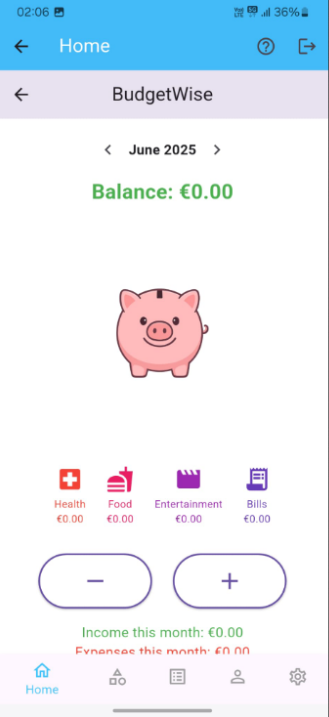 02:06 36%
Home
BudgetWise
June 2025
Balance: €0.00
Health Food Entertainment Bills
€0.00 €0.00 €0.00 €0.00
− +
Income this month: €0.00
Expenses this month: €0.00
Home